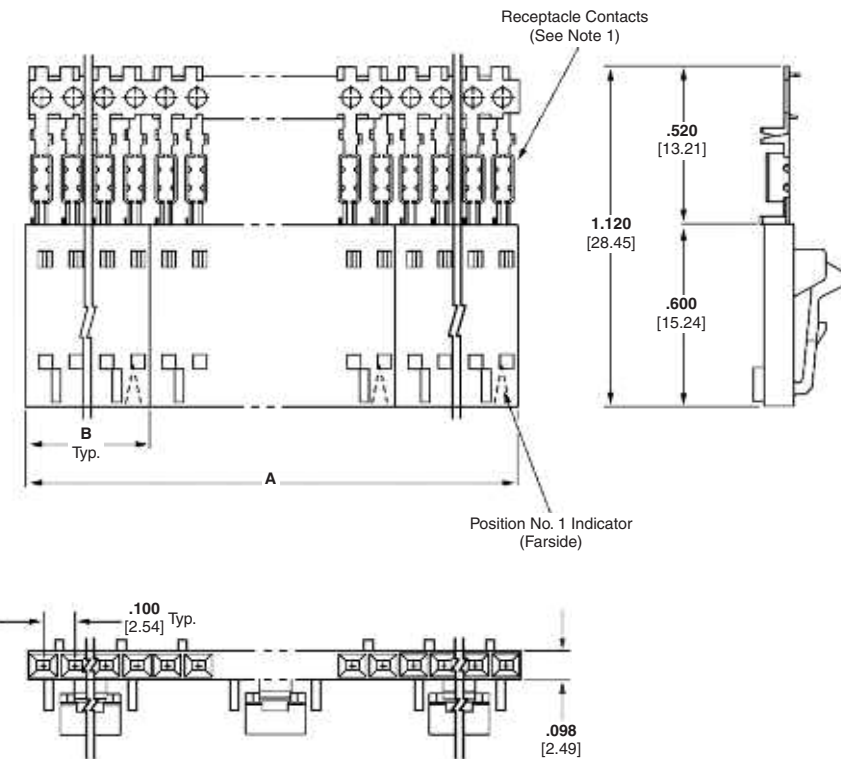 Receptacle Contacts
(See Note 1)
.520
[13.21]
1.120
[28.45]
.600
[15.24]
B
Typ.
A
Position No. 1 Indicator
(Farside)
.100
[2.54]
Typ.
.098
[2.49]